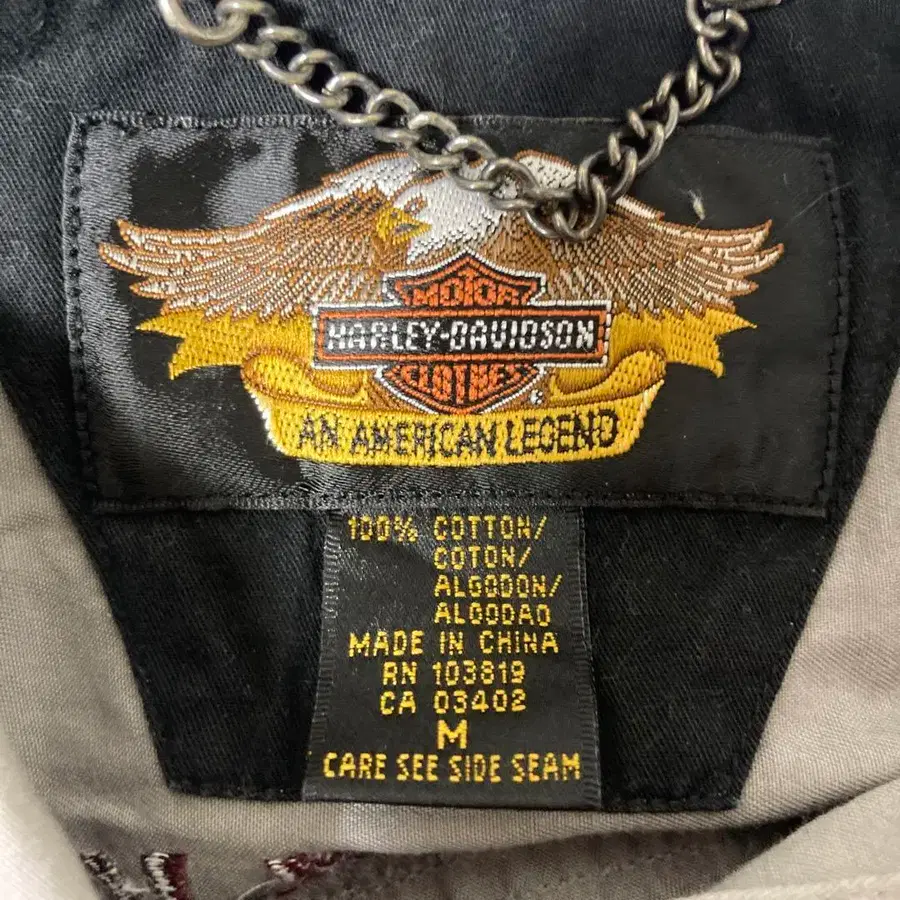 MOTOR
HARLEY-DAVIDSON
CLOTHES
AN AMERICAN LEGEND
100% COTTON/
COTON/
ALGODON/
ALGODAO
MADE IN CHINA
RN 103819
CA 03402
M
CARE SEE SIDE SEAM